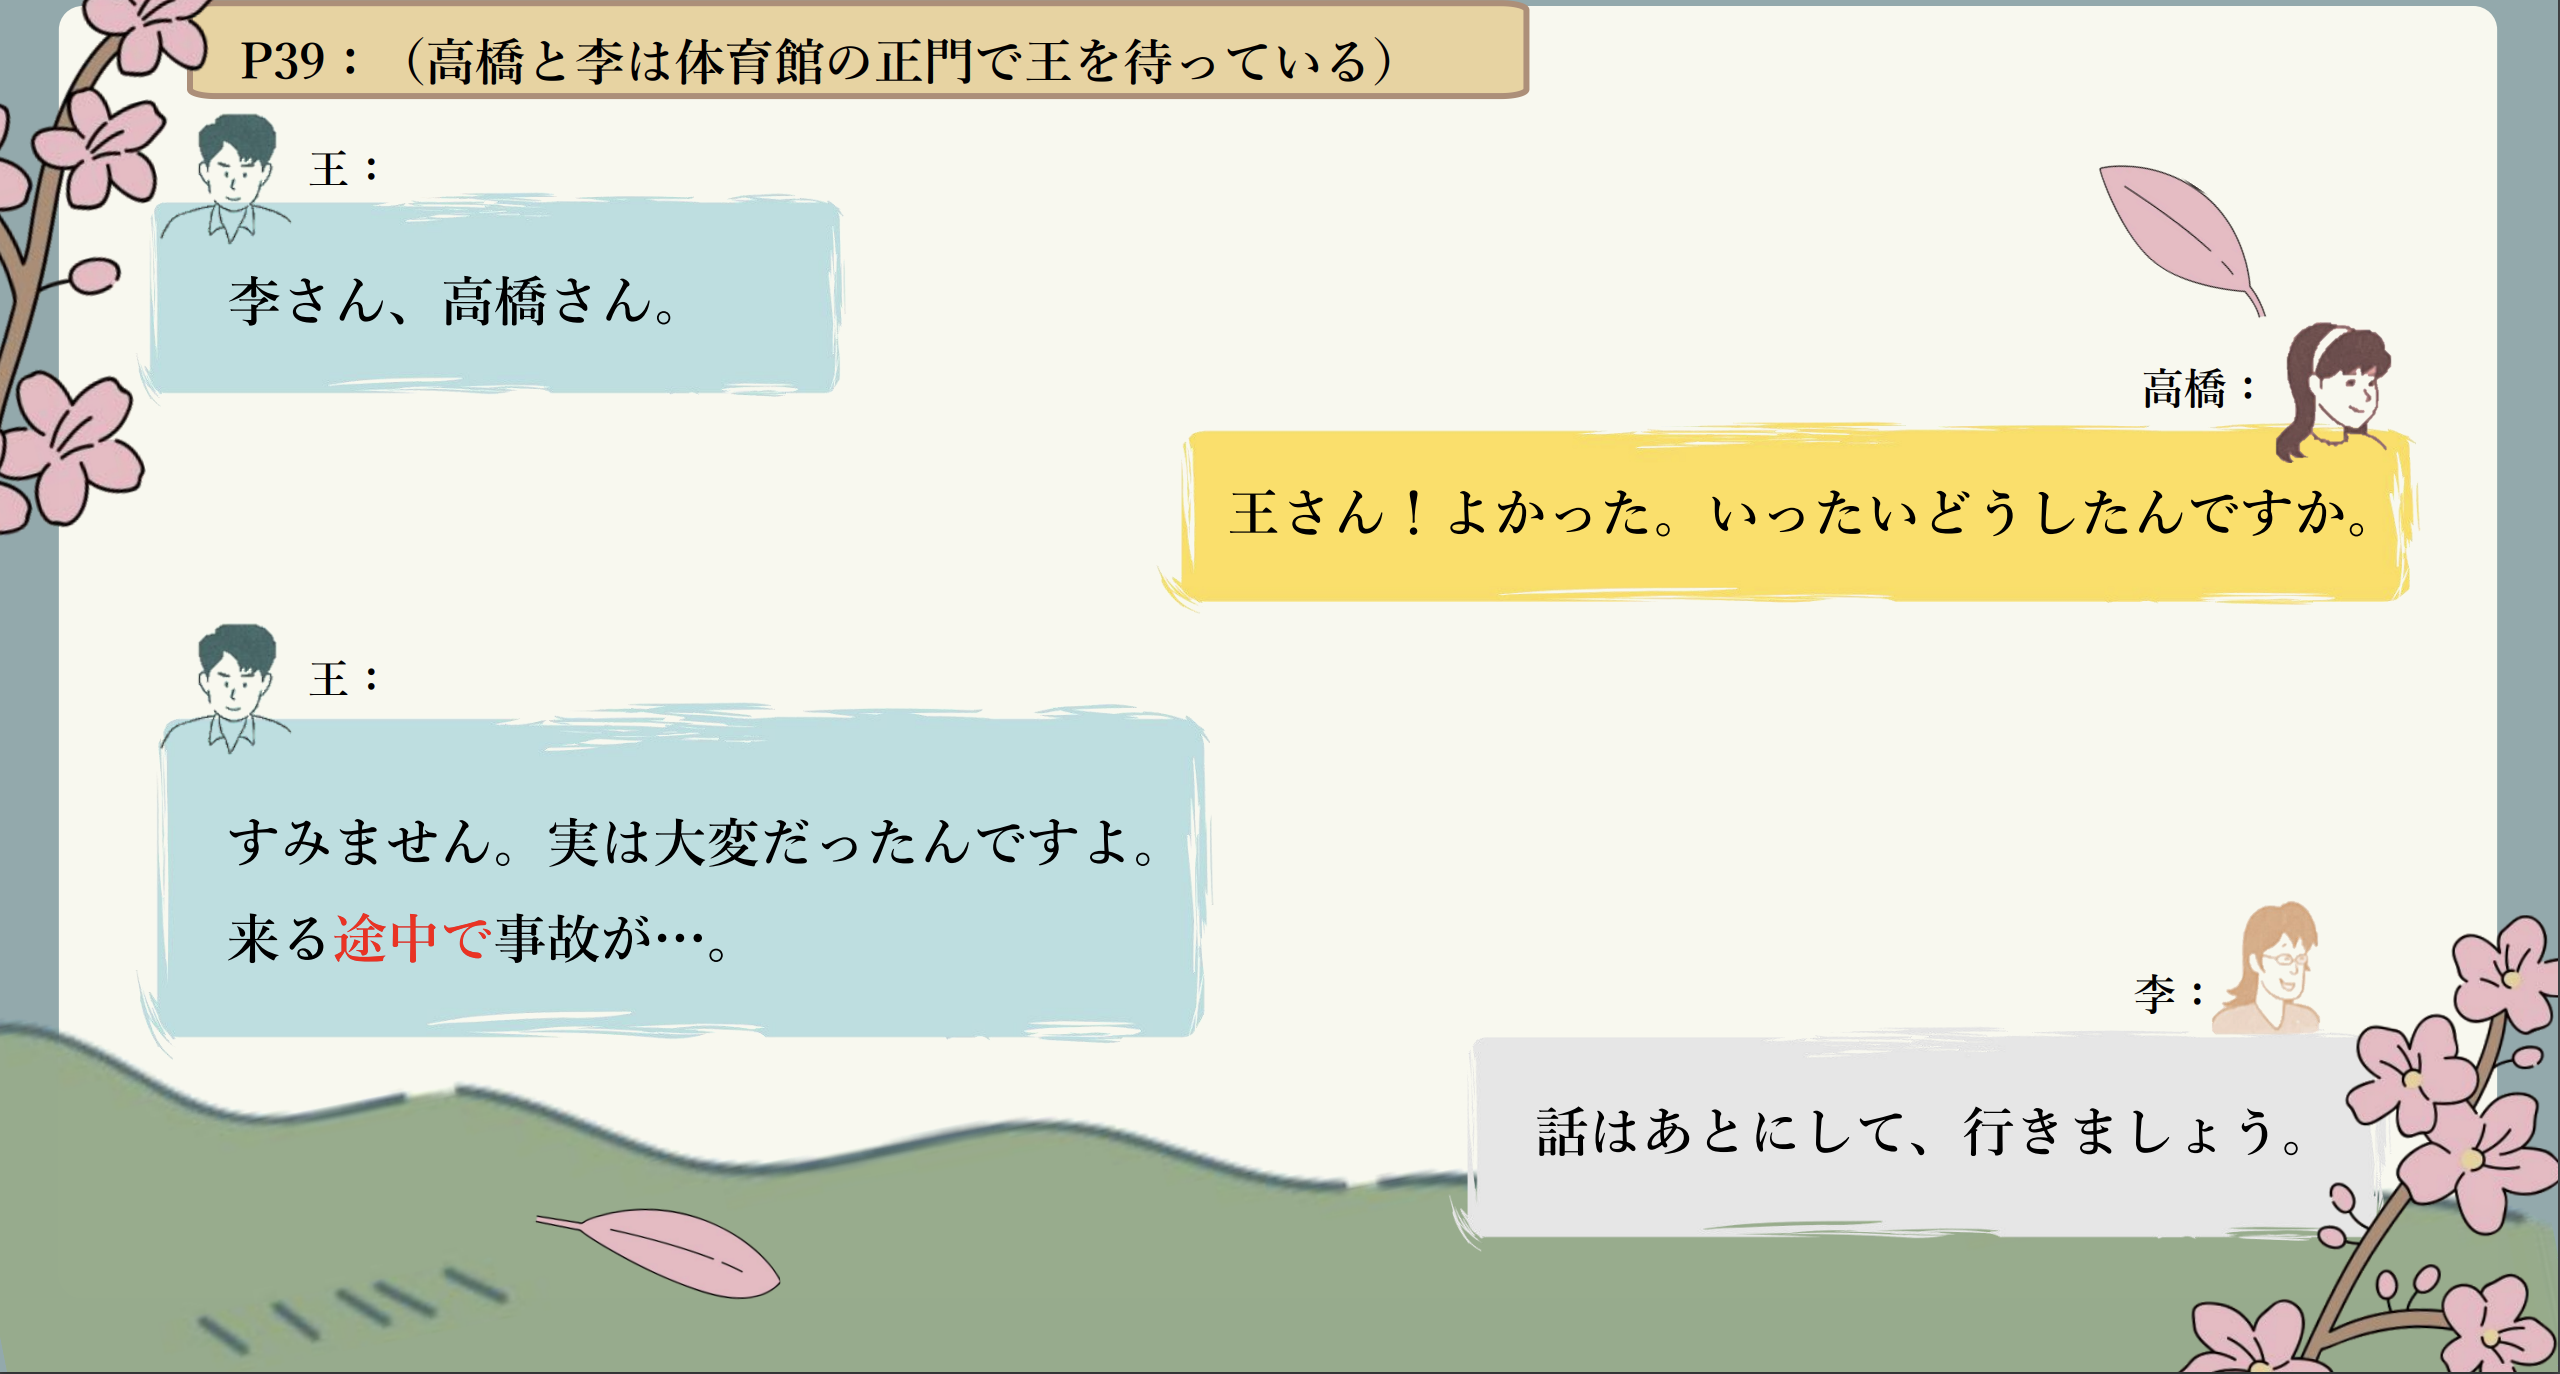 P39：（高橋と李は体育館の正門で王を待っている）
王：
李さん、高橋さん。
高橋：
王さん！よかった。いったいどうしたんですか。
王：
すみません。実は大変だったんですよ。
来る途中で事故が…。
李：
話はあとにして、行きましょう。